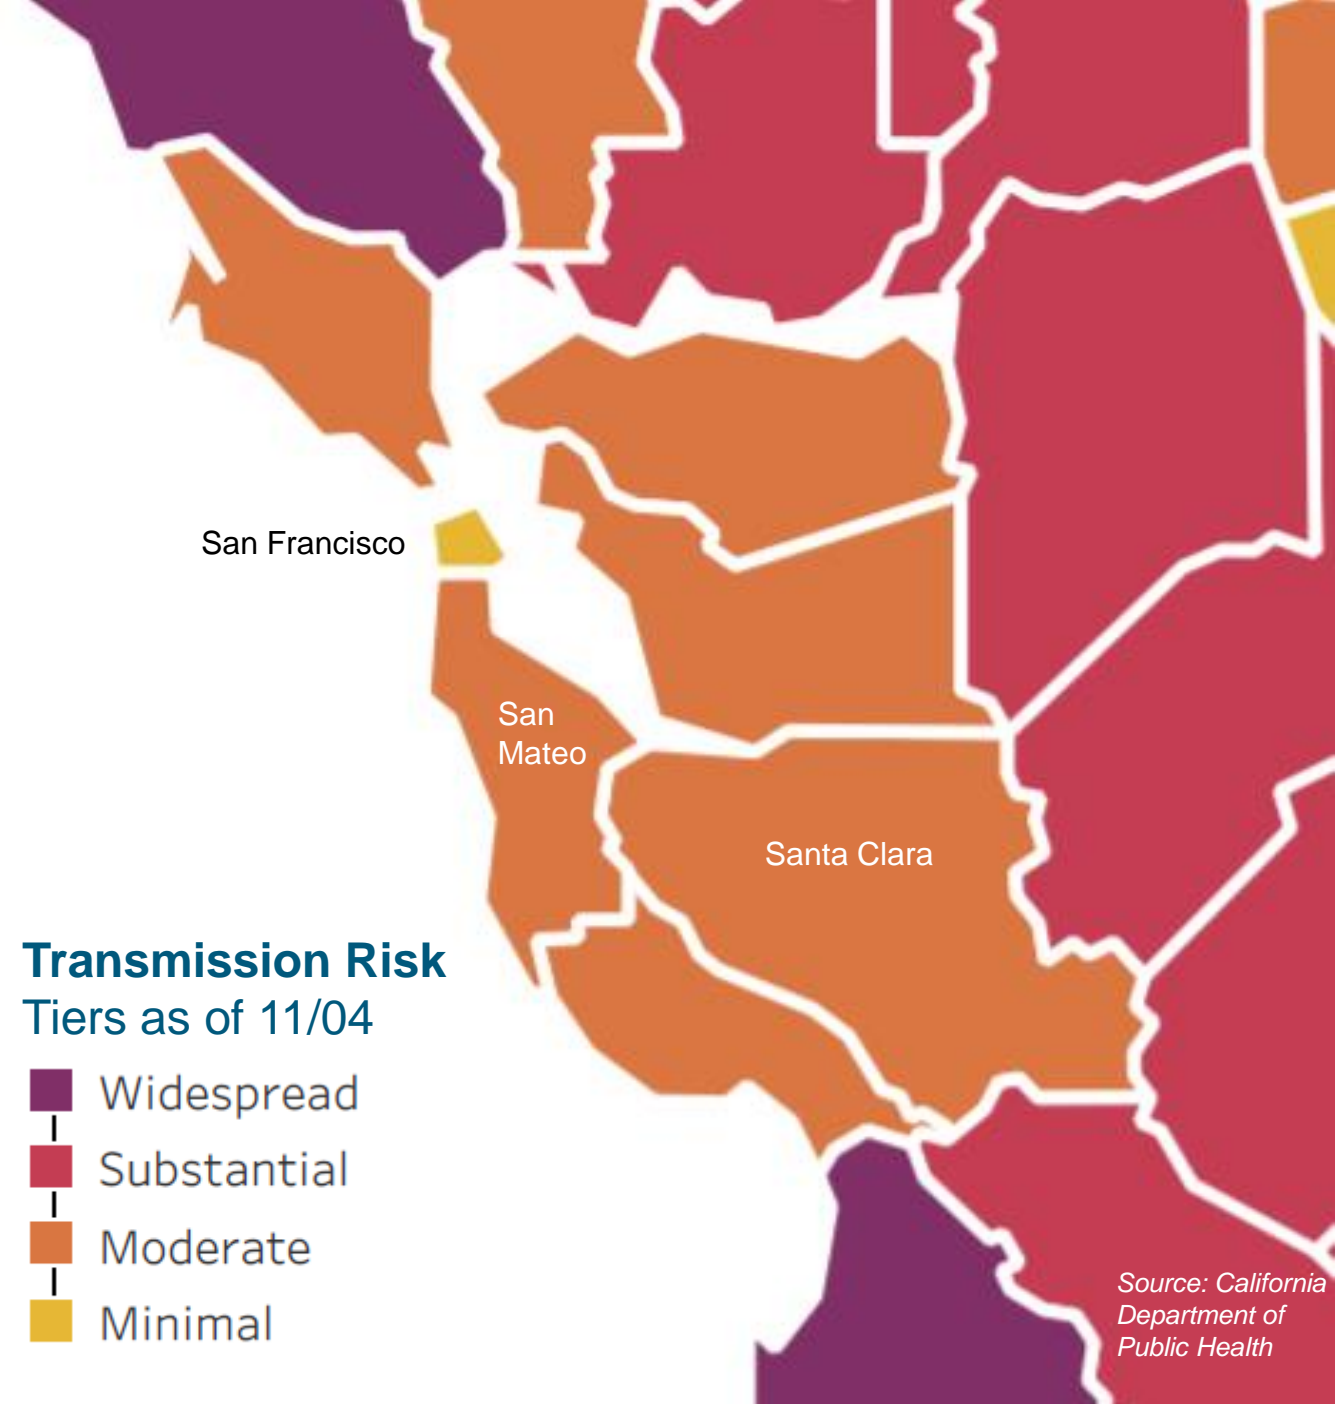 San Francisco
San
Mateo
Santa Clara
Transmission Risk
Tiers as of 11/04
Widespread
Substantial
Moderate
Minimal
Source: California
Department of
Public Health